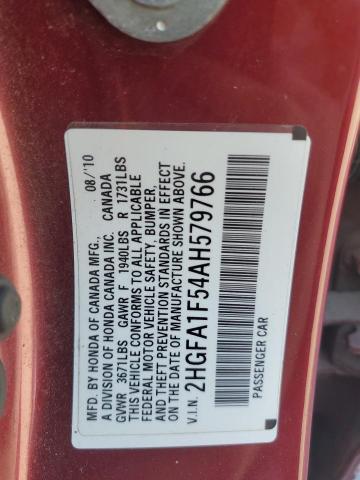 MFD. BY HONDA OF CANADA MFG. 08/'10
A DIVISION OF HONDA CANADA INC. CANADA
GVWR 3671LBS GAWR F 1940LBS R 1731LBS
THIS VEHICLE CONFORMS TO ALL APPLICABLE
FEDERAL MOTOR VEHICLE SAFETY, BUMPER,
AND THEFT PREVENTION STANDARDS IN EFFECT
ON THE DATE OF MANUFACTURE SHOWN ABOVE.
V.I.N. 2HGFA1F54AH579766
PASSENGER CAR